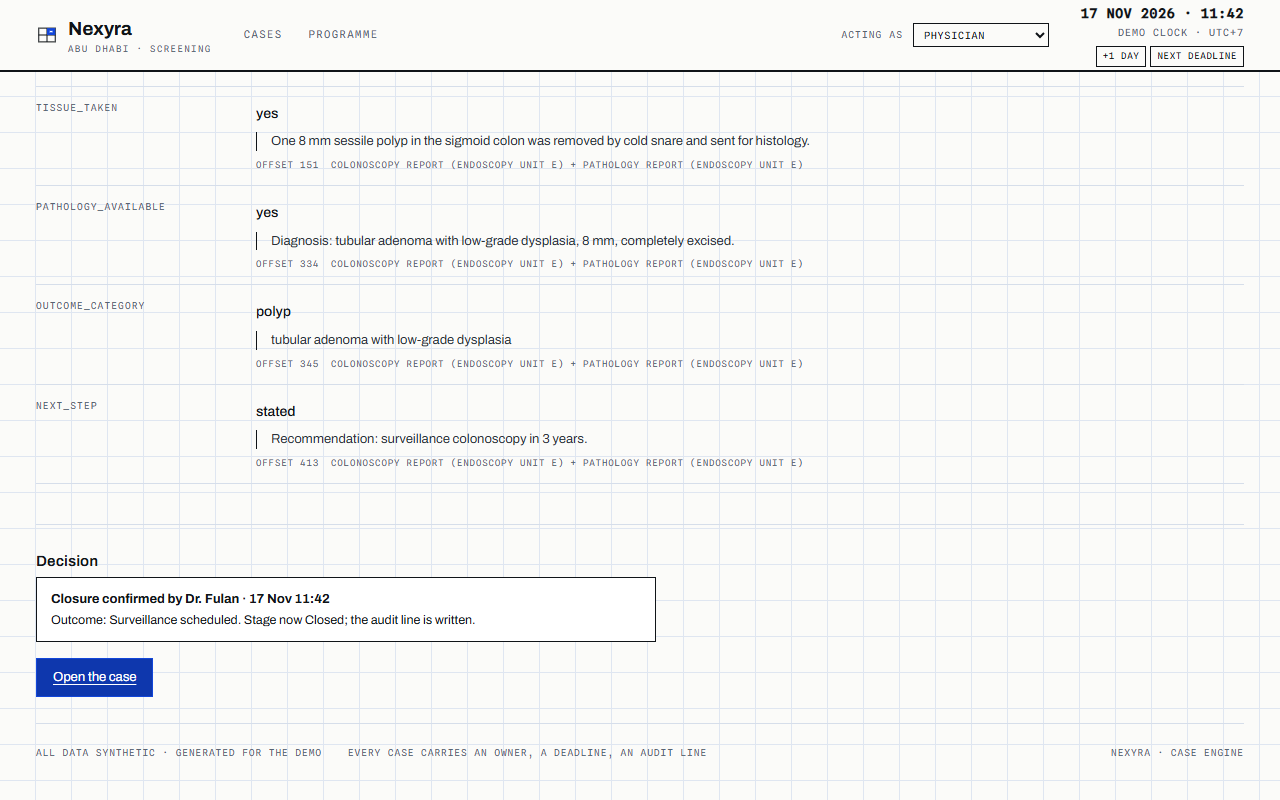 Nexyra
ABU DHABI · SCREENING
CASES
PROGRAMME
ACTING AS
PHYSICIAN
17 NOV 2026 · 11:42
DEMO CLOCK · UTC+7
+1 DAY
NEXT DEADLINE
TISSUE_TAKEN
yes
One 8 mm sessile polyp in the sigmoid colon was removed by cold snare and sent for histology.
OFFSET 151 COLONOSCOPY REPORT (ENDOSCOPY UNIT E) + PATHOLOGY REPORT (ENDOSCOPY UNIT E)
PATHOLOGY_AVAILABLE
yes
Diagnosis: tubular adenoma with low-grade dysplasia, 8 mm, completely excised.
OFFSET 334 COLONOSCOPY REPORT (ENDOSCOPY UNIT E) + PATHOLOGY REPORT (ENDOSCOPY UNIT E)
OUTCOME_CATEGORY
polyp
tubular adenoma with low-grade dysplasia
OFFSET 345 COLONOSCOPY REPORT (ENDOSCOPY UNIT E) + PATHOLOGY REPORT (ENDOSCOPY UNIT E)
NEXT_STEP
stated
Recommendation: surveillance colonoscopy in 3 years.
OFFSET 413 COLONOSCOPY REPORT (ENDOSCOPY UNIT E) + PATHOLOGY REPORT (ENDOSCOPY UNIT E)
Decision
Closure confirmed by Dr. Fulan · 17 Nov 11:42
Outcome: Surveillance scheduled. Stage now Closed; the audit line is written.
Open the case
ALL DATA SYNTHETIC · GENERATED FOR THE DEMO
EVERY CASE CARRIES AN OWNER, A DEADLINE, AN AUDIT LINE
NEXYRA · CASE ENGINE